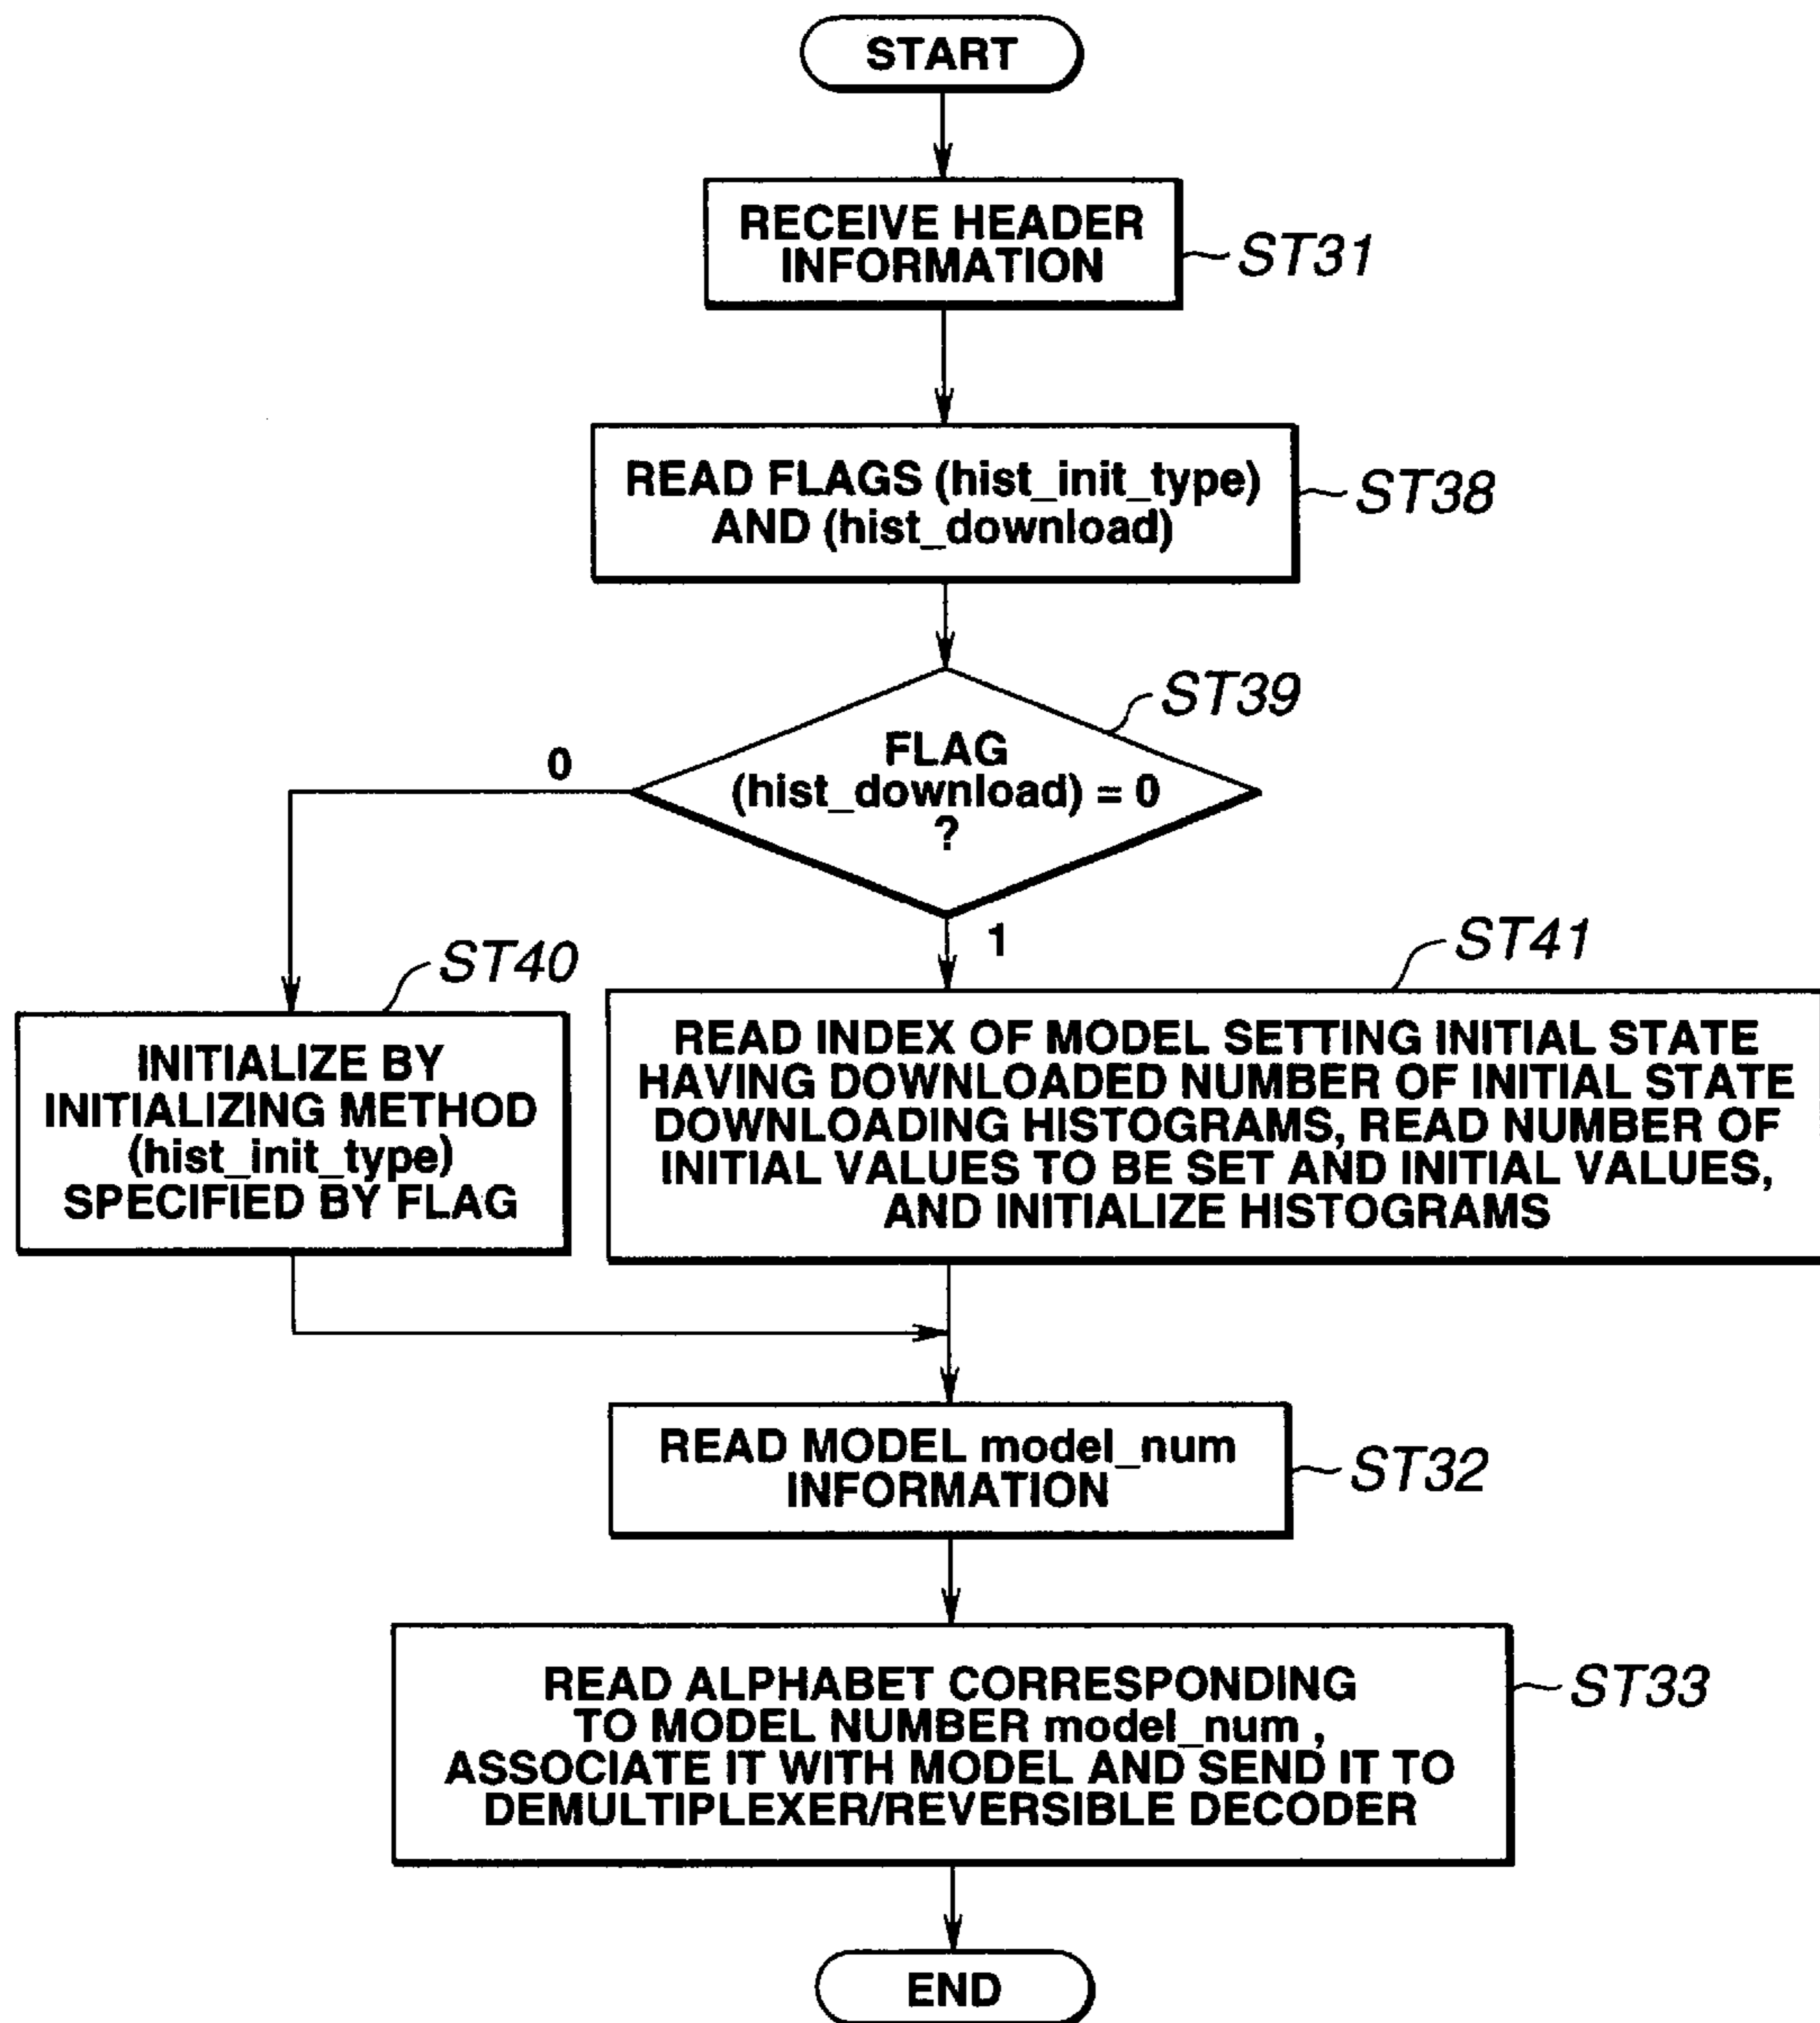 START
RECEIVE HEADER
INFORMATION
ST31
READ FLAGS (hist_init_type)
AND (hist_download)
ST38
ST39
FLAG
(hist_download) = 0
?
0
1
ST40
INITIALIZE BY
INITIALIZING METHOD
(hist_init_type)
SPECIFIED BY FLAG
ST41
READ INDEX OF MODEL SETTING INITIAL STATE
HAVING DOWNLOADED NUMBER OF INITIAL STATE
DOWNLOADING HISTOGRAMS, READ NUMBER OF
INITIAL VALUES TO BE SET AND INITIAL VALUES,
AND INITIALIZE HISTOGRAMS
READ MODEL model_num
INFORMATION
ST32
READ ALPHABET CORRESPONDING
TO MODEL NUMBER model_num ,
ASSOCIATE IT WITH MODEL AND SEND IT TO
DEMULTIPLEXER/REVERSIBLE DECODER
ST33
END